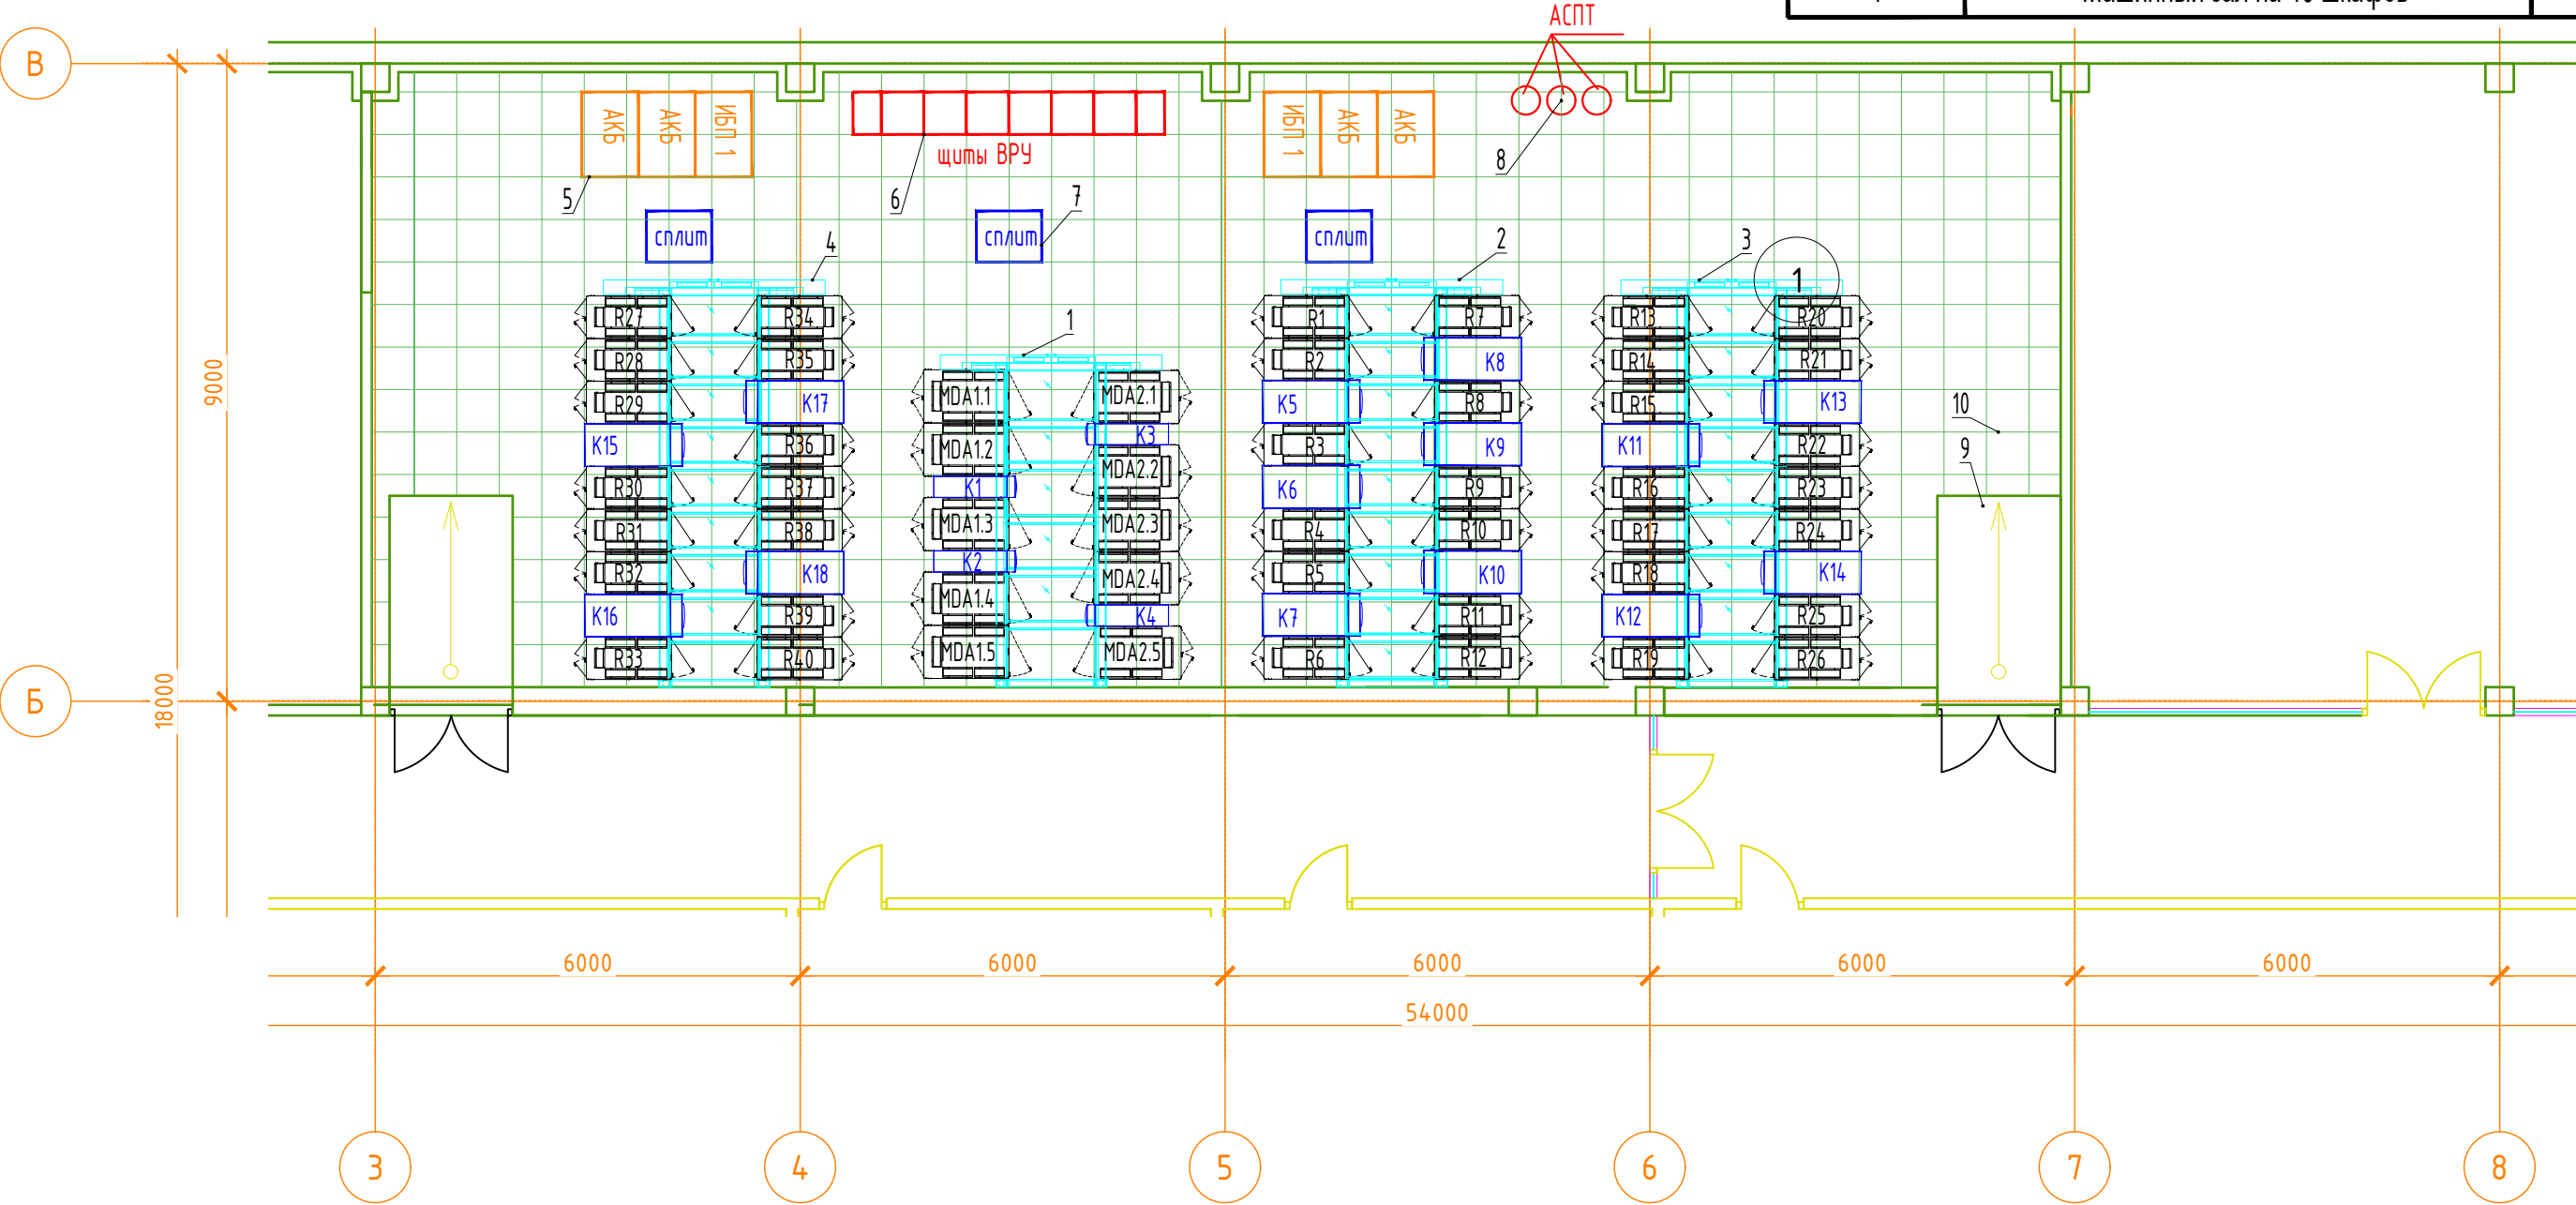 АСПТ
В
АКБ
АКБ
ИБП 1
щиты ВРУ
ИБП 1
АКБ
АКБ
8
5
6
7
сплит
сплит
сплит
4
2
3
1
1
R27
R34
R28
R35
R29
K17
K15
R36
R30
R37
R31
R38
R32
K18
K16
R39
R33
R40
MDA1.1
MDA2.1
K3
MDA1.2
MDA2.2
K1
MDA1.3
MDA2.3
K2
MDA2.4
MDA1.4
K4
MDA1.5
MDA2.5
R1
R7
R2
K8
K5
R8
R3
K9
K6
R9
R4
R10
R5
K10
K7
R11
R6
R12
R13
R20
R14
R21
R15
K13
K11
R22
R16
R23
R17
R24
R18
K14
K12
R25
R19
R26
10
9
9000
18000
Б
6000
6000
6000
6000
6000
54000
3
4
5
6
7
8